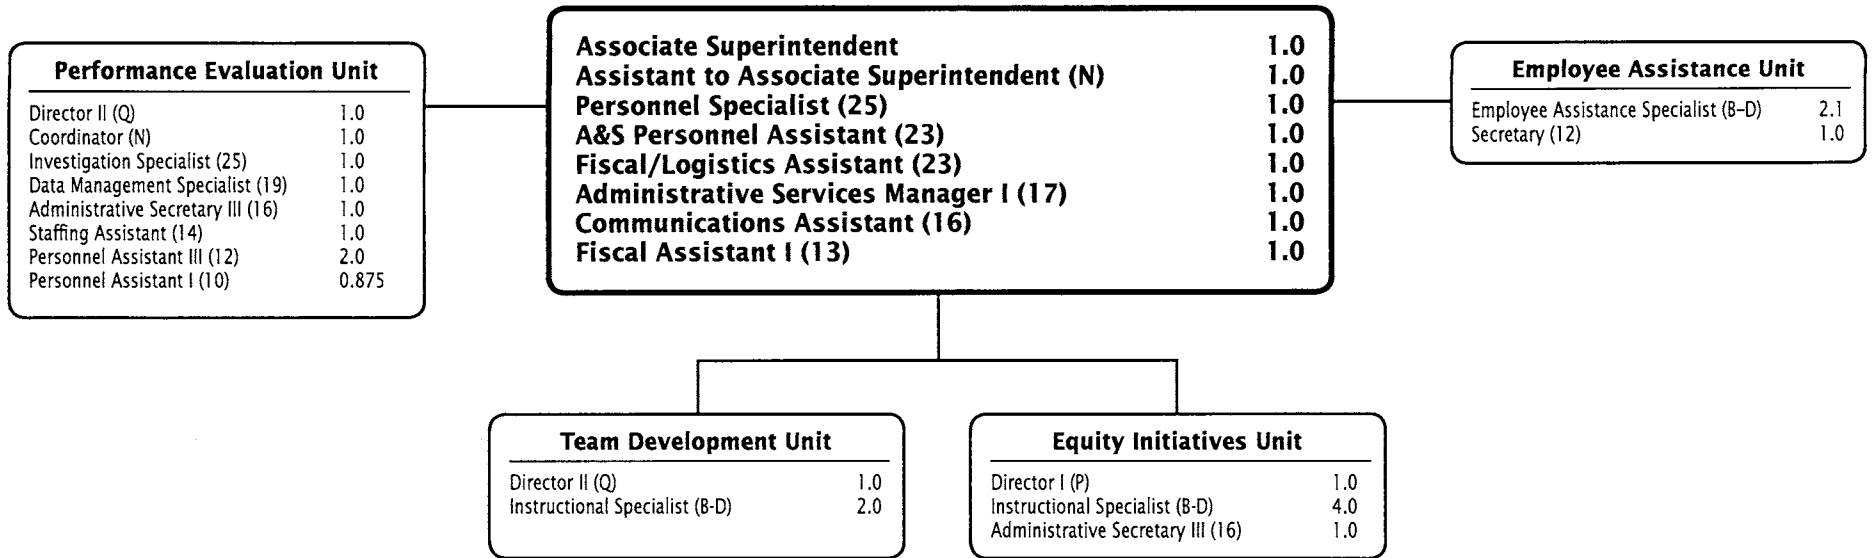 Performance Evaluation Unit
Director II (Q) 1.0
Coordinator (N) 1.0
Investigation Specialist (25) 1.0
Data Management Specialist (19) 1.0
Administrative Secretary III (16) 1.0
Staffing Assistant (14) 1.0
Personnel Assistant III (12) 2.0
Personnel Assistant I (10) 0.875
Associate Superintendent 1.0
Assistant to Associate Superintendent (N) 1.0
Personnel Specialist (25) 1.0
A&S Personnel Assistant (23) 1.0
Fiscal/Logistics Assistant (23) 1.0
Administrative Services Manager I (17) 1.0
Communications Assistant (16) 1.0
Fiscal Assistant I (13) 1.0
Employee Assistance Unit
Employee Assistance Specialist (B–D) 2.1
Secretary (12) 1.0
Team Development Unit
Director II (Q) 1.0
Instructional Specialist (B-D) 2.0
Equity Initiatives Unit
Director I (P) 1.0
Instructional Specialist (B-D) 4.0
Administrative Secretary III (16) 1.0